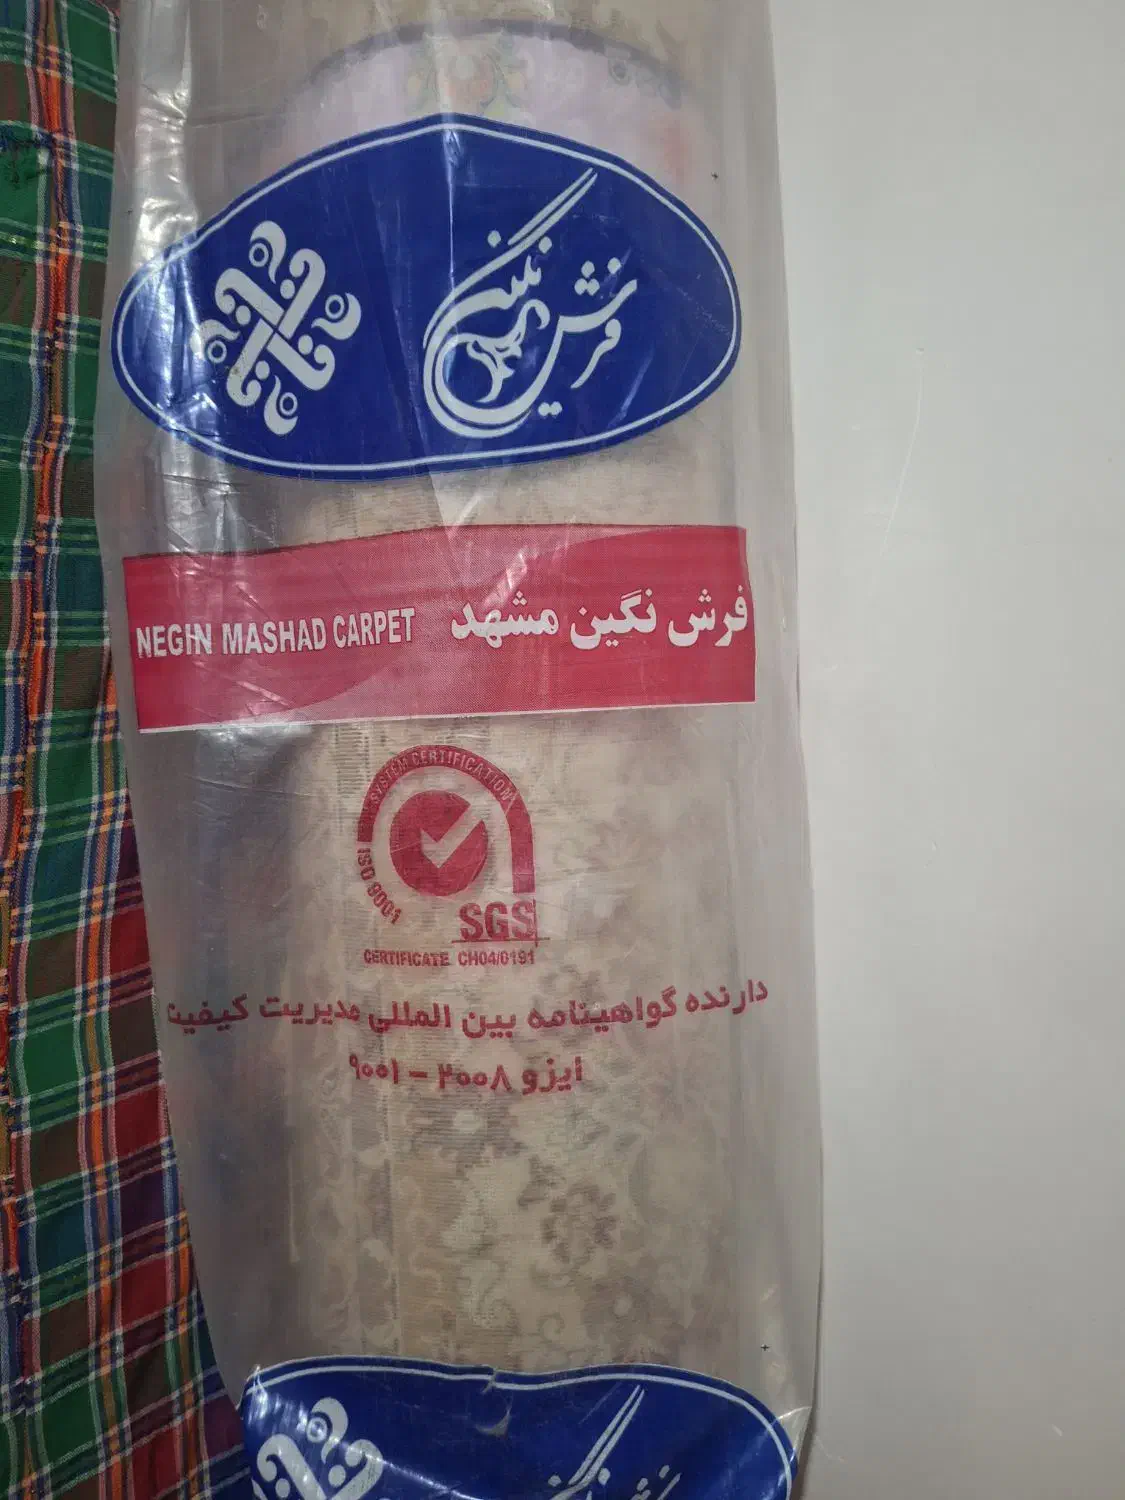 فرش نگین مشهد
NEGIN MASHAD CARPET فرش نگین مشهد
SYSTEM CERTIFICATION
ISO 9001
SGS
CERTIFICATE CH04/0191
دارنده گواهینامه بین المللی مدیریت کیفیت
ایزو ۲۰۰۸ – ۹۰۰۱